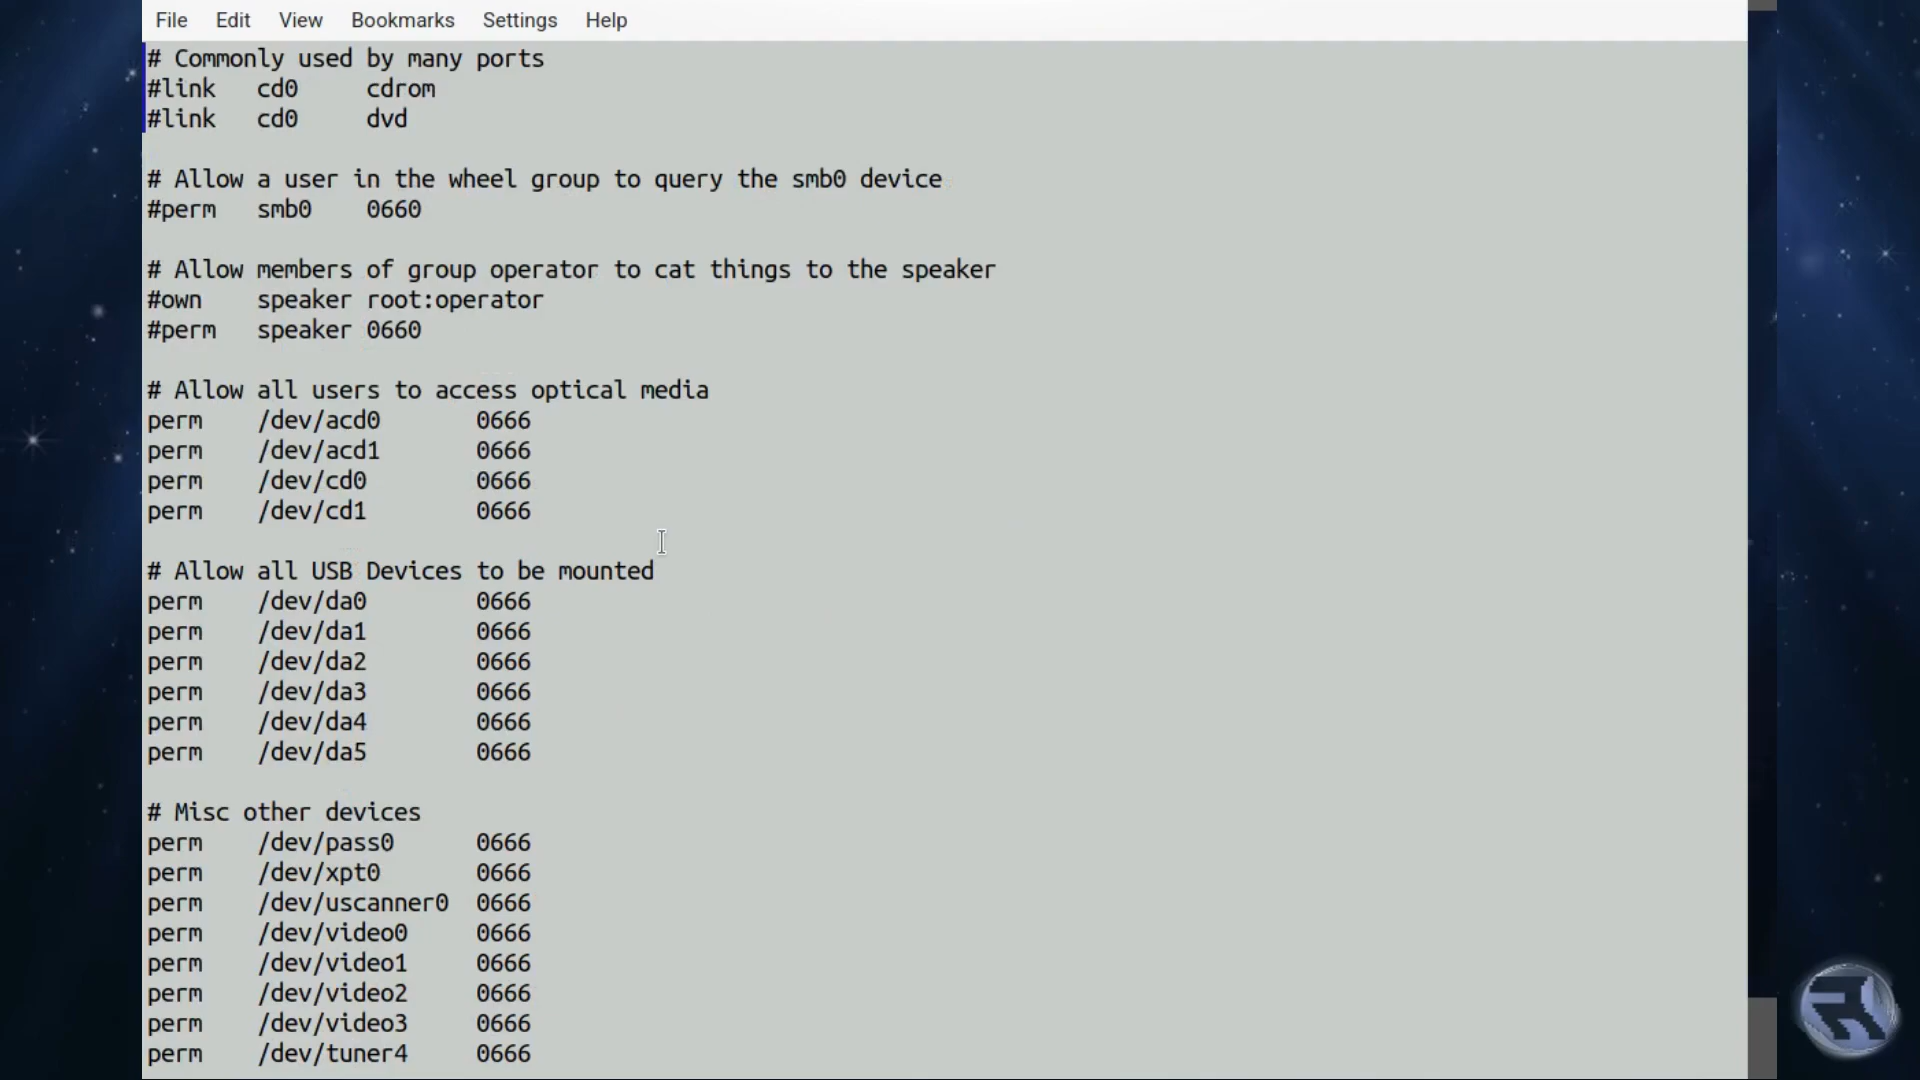 File Edit View Bookmarks Settings Help
# Commonly used by many ports
#link   cd0     cdrom
#link   cd0     dvd
# Allow a user in the wheel group to query the smb0 device
#perm   smb0    0660
# Allow members of group operator to cat things to the speaker
#own    speaker root:operator
#perm   speaker 0660
# Allow all users to access optical media
perm    /dev/acd0       0666
perm    /dev/acd1       0666
perm    /dev/cd0        0666
perm    /dev/cd1        0666
# Allow all USB Devices to be mounted
perm    /dev/da0        0666
perm    /dev/da1        0666
perm    /dev/da2        0666
perm    /dev/da3        0666
perm    /dev/da4        0666
perm    /dev/da5        0666
# Misc other devices
perm    /dev/pass0      0666
perm    /dev/xpt0       0666
perm    /dev/uscanner0  0666
perm    /dev/video0     0666
perm    /dev/video1     0666
perm    /dev/video2     0666
perm    /dev/video3     0666
perm    /dev/tuner4     0666